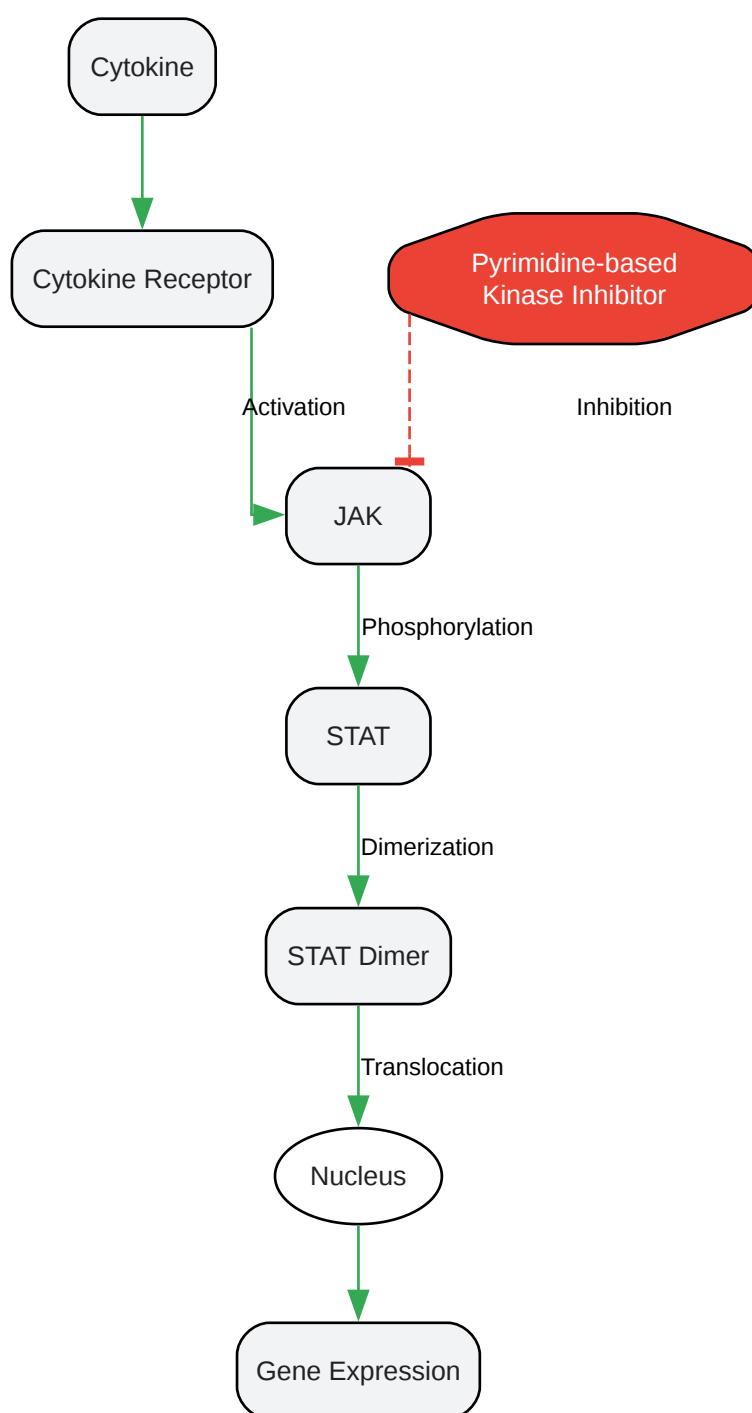 Cytokine
Cytokine Receptor
Pyrimidine-based
Kinase Inhibitor
Activation
Inhibition
JAK
Phosphorylation
STAT
Dimerization
STAT Dimer
Translocation
Nucleus
Gene Expression